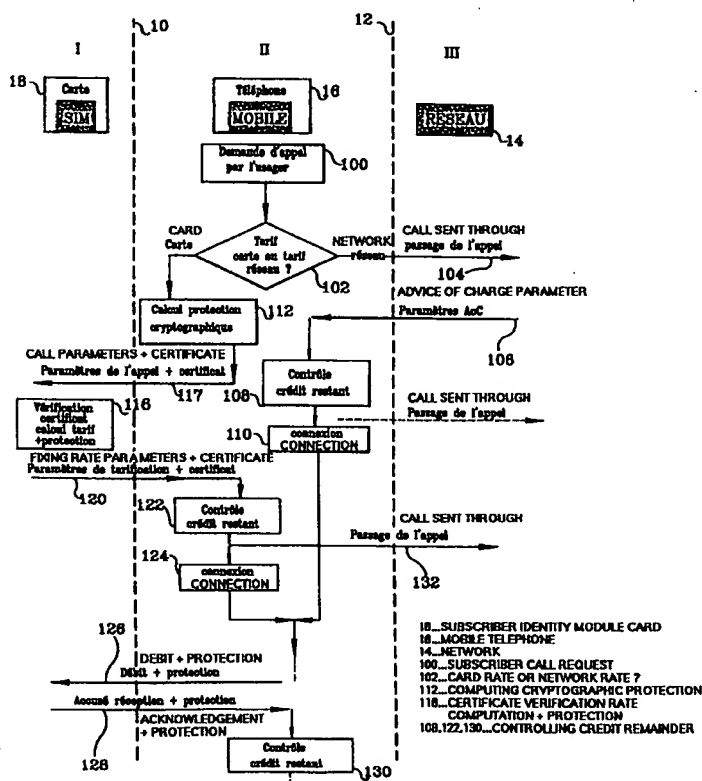 10
12
I
II
III
18
Carte
SIM
Téléphone
MOBILE
16
RESEAU
14
Demande d'appel
par l'usager
100
CARD
Carte
Tarif
carte ou tarif
réseau ?
NETWORK
réseau
102
CALL SENT THROUGH
passage de l'appel
104
ADVICE OF CHARGE PARAMETER
Paramètres AoC
106
Calcul protection
cryptographique
112
CALL PARAMETERS + CERTIFICATE
Paramètres de l'appel + certificat
117
108
Contrôle
crédit restant
CALL SENT THROUGH
Passage de l'appel
Vérification
certificat
calcul tarif
+protection
116
110
connexion
CONNECTION
FIXING RATE PARAMETERS + CERTIFICATE
Paramètres de tarification + certificat
120
122
Contrôle
crédit restant
CALL SENT THROUGH
Passage de l'appel
132
124
connexion
CONNECTION
126
DEBIT + PROTECTION
Débit + protection
Accusé réception + protection
128
ACKNOWLEDGEMENT
+ PROTECTION
Contrôle
crédit restant
130
18...SUBSCRIBER IDENTITY MODULE CARD
16...MOBILE TELEPHONE
14...NETWORK
100...SUBSCRIBER CALL REQUEST
102...CARD RATE OR NETWORK RATE ?
112...COMPUTING CRYPTOGRAPHIC PROTECTION
116...CERTIFICATE VERIFICATION RATE
COMPUTATION + PROTECTION
108,122,130...CONTROLLING CREDIT REMAINDER